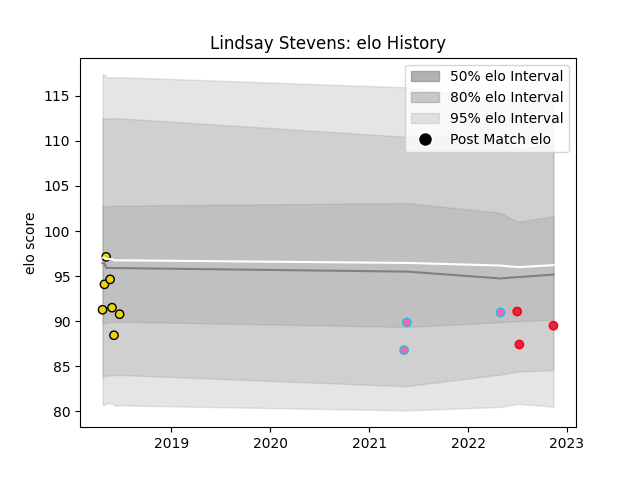 Lindsay Stevens: elo History
50% elo Interval
80% elo Interval
95% elo Interval
Post Match elo
elo score
115
110
105
100
95
90
85
80
2019
2020
2021
2022
2023